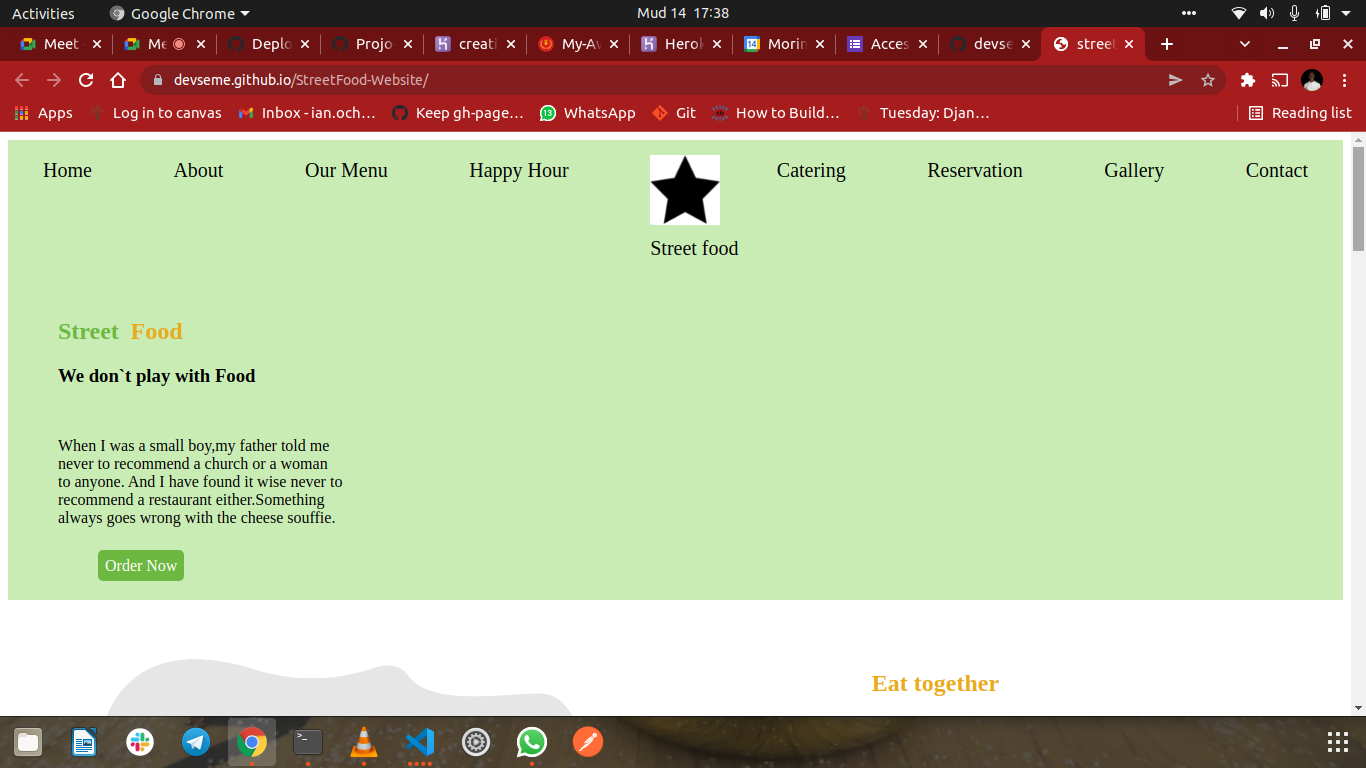 Activities
Google Chrome
Mud 14 17:38
Meet
Me
Deplo
Projo
creati
My-Av
Herok
Morin
Acces
devse
street
devseme.github.io/StreetFood-Website/
Apps
Log in to canvas
Inbox - ian.och…
Keep gh-page…
13
WhatsApp
Git
How to Build…
Tuesday: Djan…
Reading list
Home
About
Our Menu
Happy Hour
Catering
Reservation
Gallery
Contact
Street food
Street Food
We don`t play with Food
When I was a small boy,my father told me
never to recommend a church or a woman
to anyone. And I have found it wise never to
recommend a restaurant either.Something
always goes wrong with the cheese souffie.
Order Now
Eat together